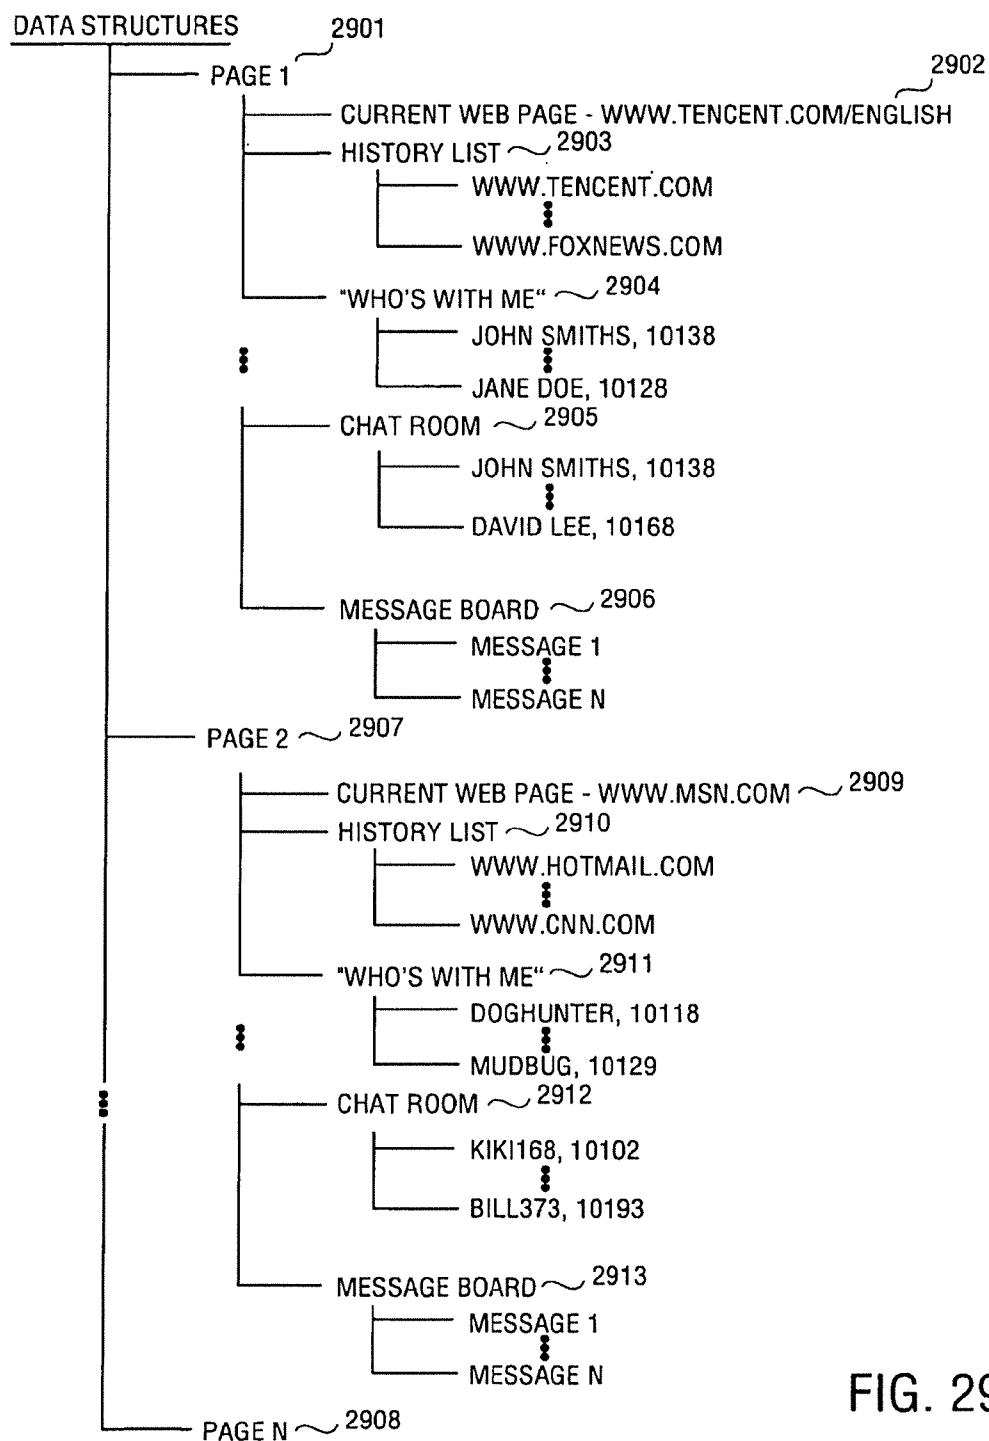 DATA STRUCTURES
2901
PAGE 1
2902
CURRENT WEB PAGE - WWW.TENCENT.COM/ENGLISH
HISTORY LIST 2903
WWW.TENCENT.COM
WWW.FOXNEWS.COM
"WHO'S WITH ME" 2904
JOHN SMITHS, 10138
JANE DOE, 10128
CHAT ROOM 2905
JOHN SMITHS, 10138
DAVID LEE, 10168
MESSAGE BOARD 2906
MESSAGE 1
MESSAGE N
PAGE 2 2907
CURRENT WEB PAGE - WWW.MSN.COM 2909
HISTORY LIST 2910
WWW.HOTMAIL.COM
WWW.CNN.COM
"WHO'S WITH ME" 2911
DOGHUNTER, 10118
MUDBUG, 10129
CHAT ROOM 2912
KIKI168, 10102
BILL373, 10193
MESSAGE BOARD 2913
MESSAGE 1
MESSAGE N
FIG. 29
PAGE N 2908